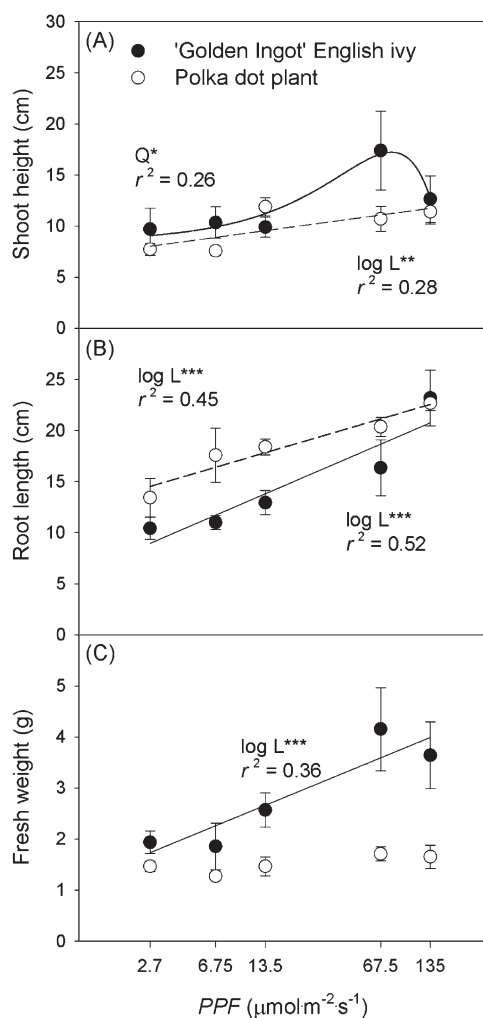 (A)
'Golden Ingot' English ivy
Polka dot plant
Q*
r² = 0.26
log L**
r² = 0.28
Shoot height (cm)
30
25
20
15
10
5
0
(B)
log L***
r² = 0.45
log L***
r² = 0.52
Root length (cm)
25
20
15
10
5
0
(C)
log L***
r² = 0.36
Fresh weight (g)
5
4
3
2
1
0
2.7 6.75 13.5 67.5 135
PPF (μmol·m⁻²·s⁻¹)